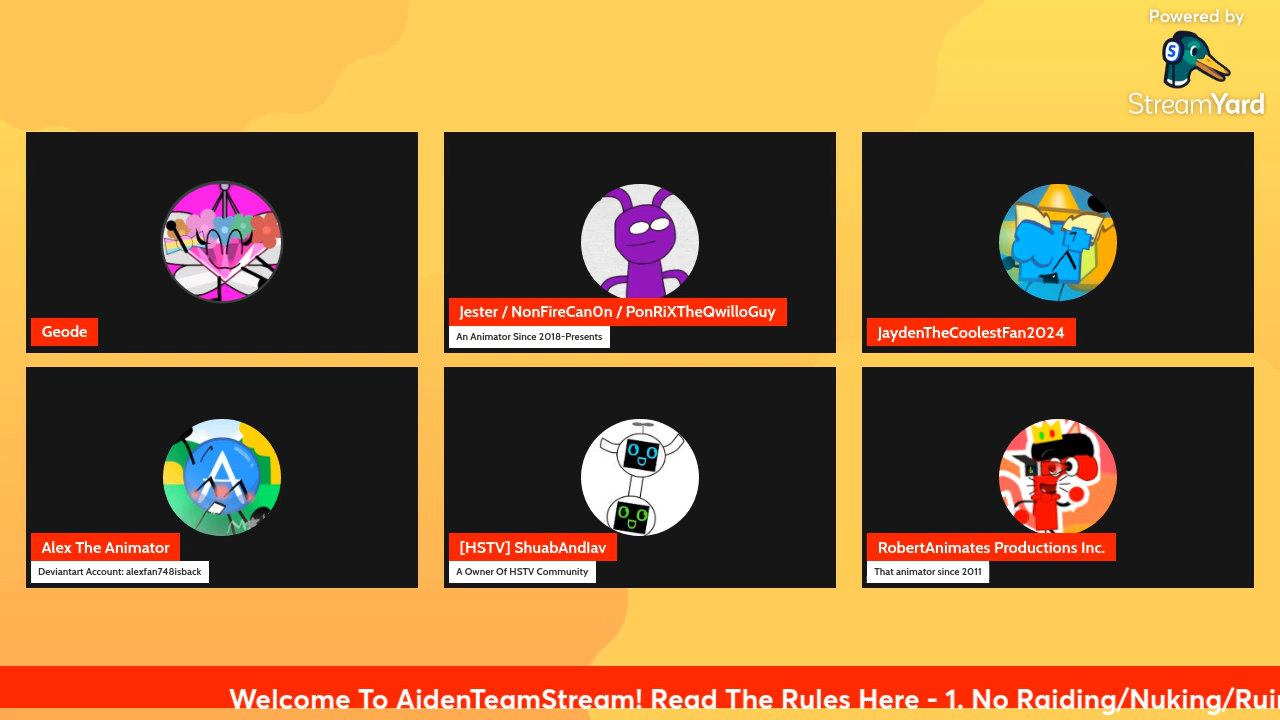 Powered by
S
StreamYard
Geode
Jester / NonFireCan0n / PonRiXTheQwilloGuy
An Animator Since 2018-Presents
JaydenTheCoolestFan2024
A
Alex The Animator
Deviantart Account: alexfan748isback
[HSTV] ShuabAndIav
A Owner Of HSTV Community
RobertAnimates Productions Inc.
That animator since 2011
Welcome To AidenTeamStream! Read The Rules Here - 1. No Raiding/Nuking/Rui